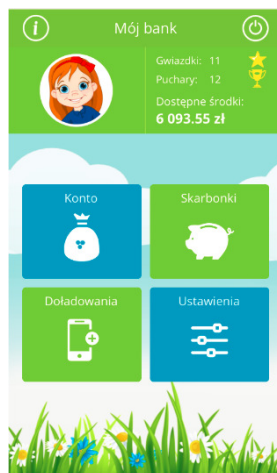 Mój bank
Gwiazdki: 11
Puchary: 12
Dostępne środki:
6 093.55 zł
Konto
Skarbonki
Doładowania
Ustawienia